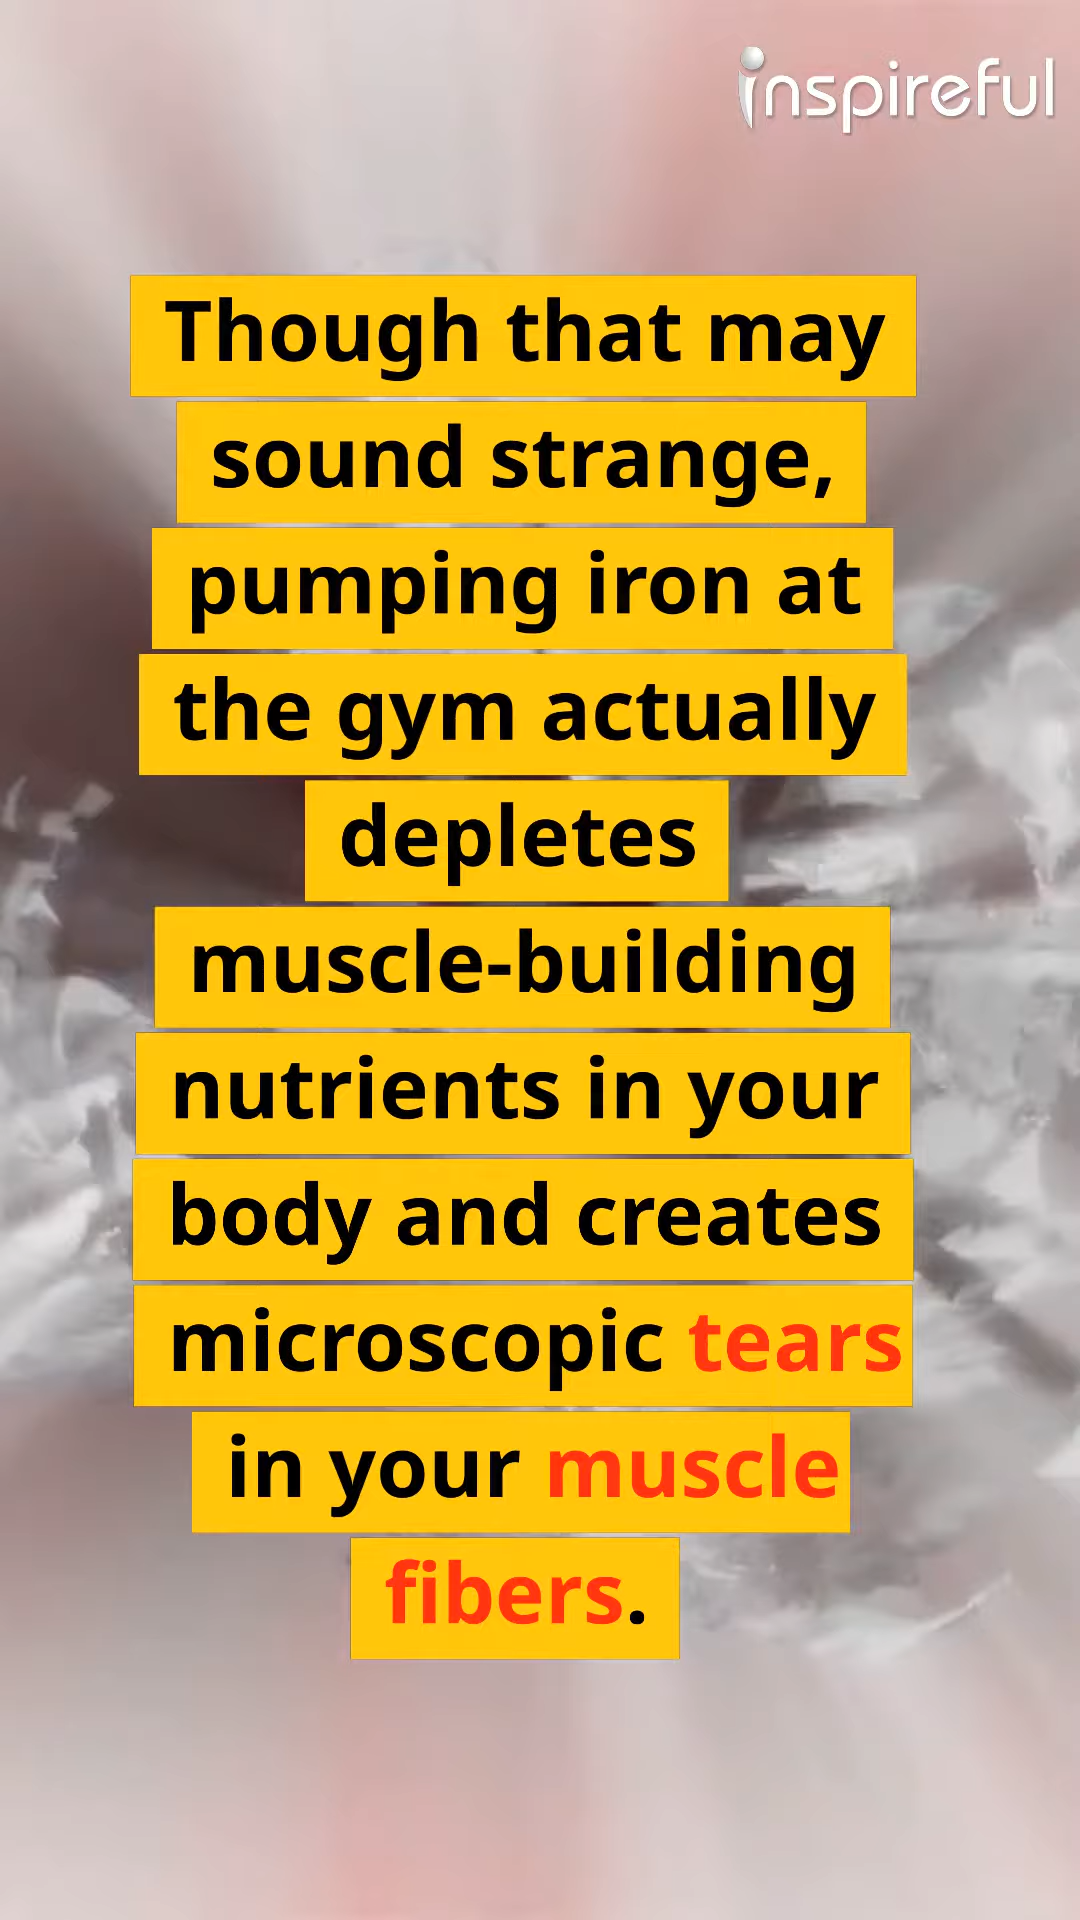 inspireful
Though that may
sound strange,
pumping iron at
the gym actually
depletes
muscle-building
nutrients in your
body and creates
microscopic tears
in your muscle
fibers.